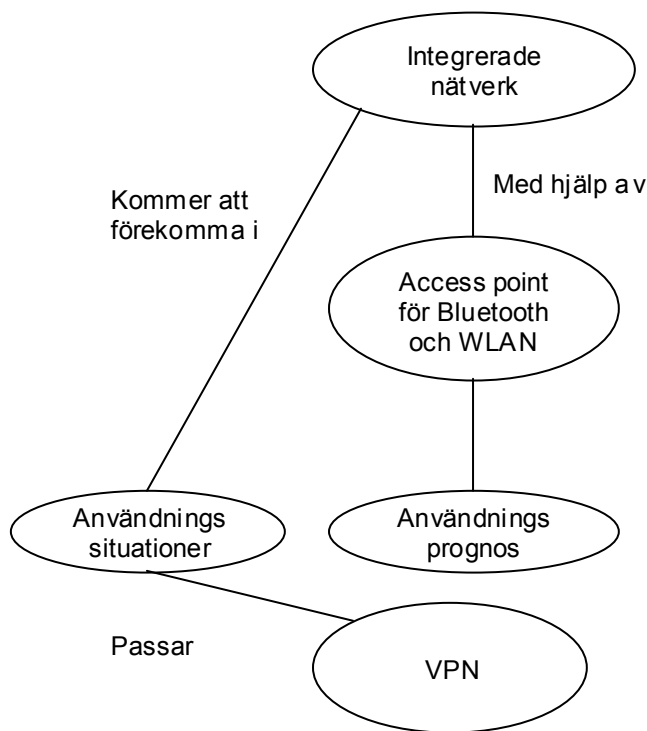 Integrerade
nätverk
Kommer att
förekomma i
Med hjälp av
Access point
för Bluetooth
och WLAN
Användnings
situationer
Användnings
prognos
Passar
VPN